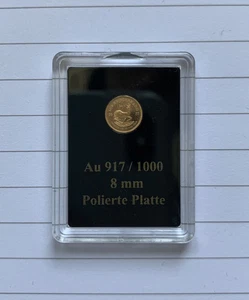 Au 917 / 1000
8 mm
Polierte Platte